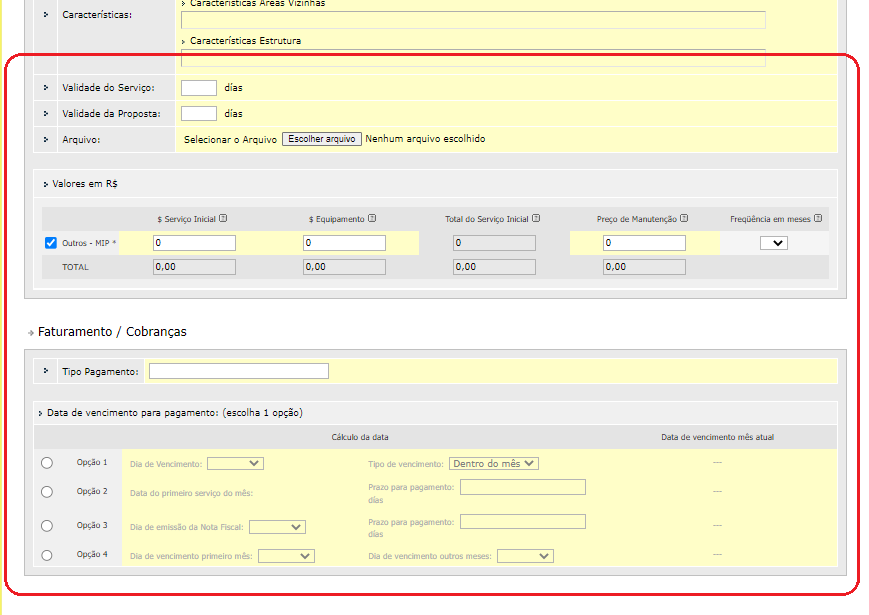 Características Áreas Vizinhas
Características:
Características Estrutura
Validade do Serviço: días
Validade da Proposta: días
Arquivo: Selecionar o Arquivo Escolher arquivo Nenhum arquivo escolhido
Valores em R$
$ Serviço Inicial $ Equipamento Total do Serviço Inicial Preço de Manutenção Freqüência em meses
Outros - MIP * 0 0 0 0
TOTAL 0,00 0,00 0,00 0,00
Faturamento / Cobranças
Tipo Pagamento:
Data de vencimento para pagamento: (escolha 1 opção)
Cálculo da data Data de vencimento mês atual
Opção 1 Dia de Vencimento: Tipo de vencimento: Dentro do mês ---
Opção 2 Data do primeiro serviço do mês: Prazo para pagamento: ---
días
Opção 3 Dia de emissão da Nota Fiscal: Prazo para pagamento: ---
días
Opção 4 Dia de vencimento primeiro mês: Dia de vencimento outros meses: ---